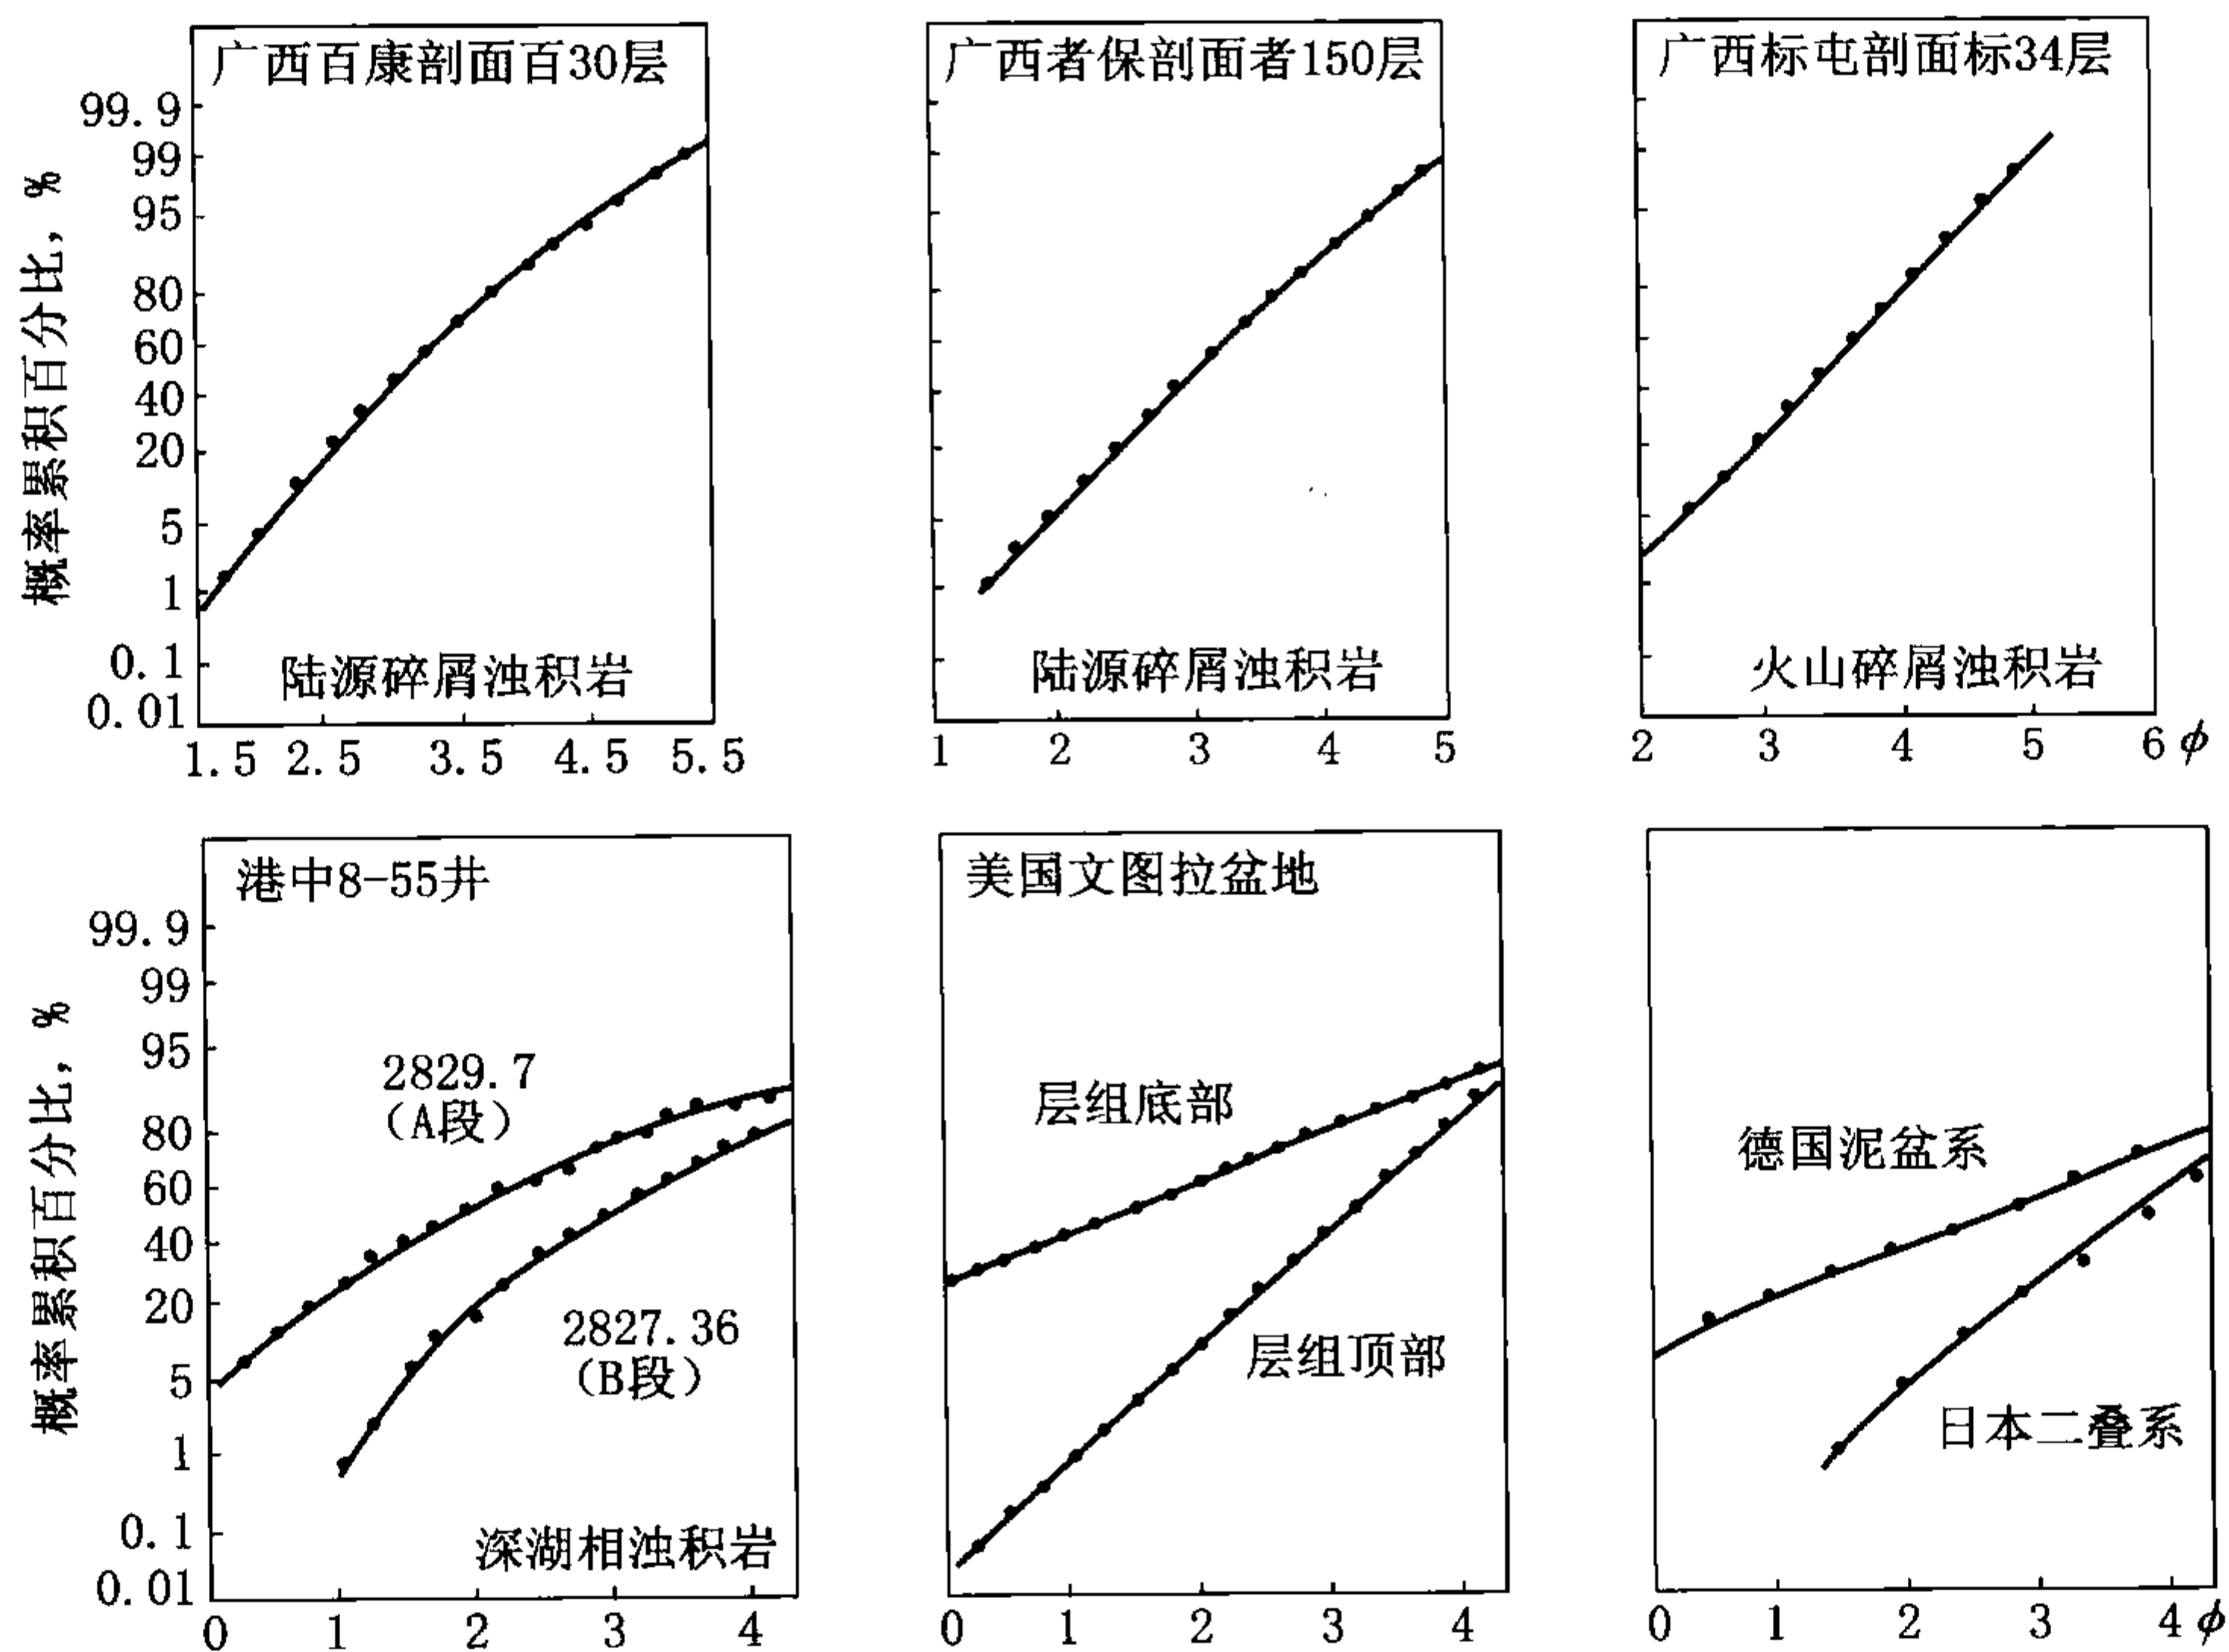 广西百康剖面百30层
99.9
99
95
80
60
40
20
5
1
0.1
0.01
概率累积百分比, %
陆源碎屑浊积岩
1.5 2.5 3.5 4.5 5.5
广西者保剖面者150层
陆源碎屑浊积岩
1 2 3 4 5
广西标屯剖面标34层
火山碎屑浊积岩
2 3 4 5 6 ϕ
港中8-55井
99.9
99
95
80
60
40
20
5
1
0.1
0.01
概率累积百分比, %
2829.7
(A段)
2827.36
(B段)
深湖相浊积岩
0 1 2 3 4
美国文图拉盆地
层组底部
层组顶部
0 1 2 3 4
德国泥盆系
日本二叠系
0 1 2 3 4 ϕ